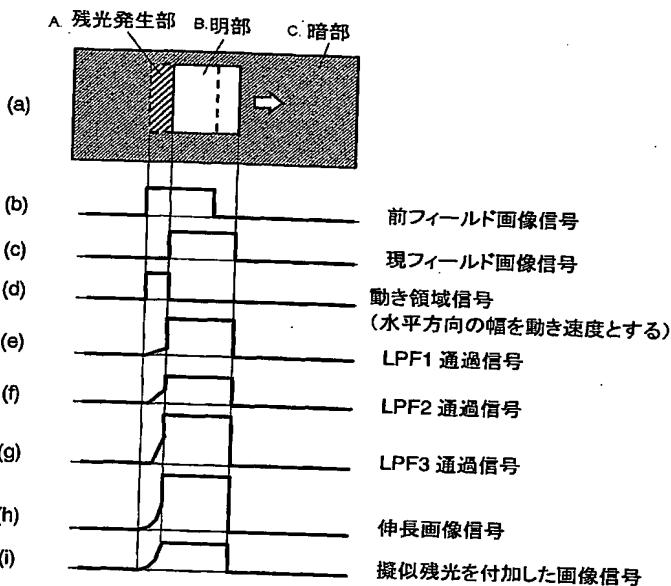 A. 残光発生部 B.明部 C. 暗部
(a)
(b) 前フィールド画像信号
(c) 現フィールド画像信号
(d) 動き領域信号
(水平方向の幅を動き速度とする)
(e) LPF1 通過信号
(f) LPF2 通過信号
(g) LPF3 通過信号
(h) 伸長画像信号
(i) 擬似残光を付加した画像信号